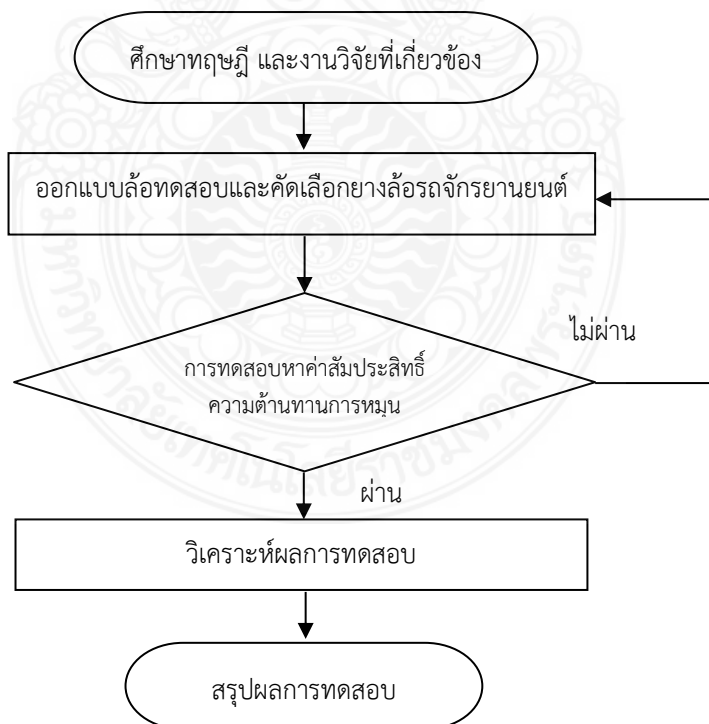 ศึกษาทฤษฎี และงานวิจัยที่เกี่ยวข้อง
ออกแบบล้อทดสอบและคัดเลือกยางล้อรถจักรยานยนต์
ไม่ผ่าน
การทดสอบหาค่าสัมประสิทธิ์
ความต้านทานการหมุน
ผ่าน
วิเคราะห์ผลการทดสอบ
สรุปผลการทดสอบ